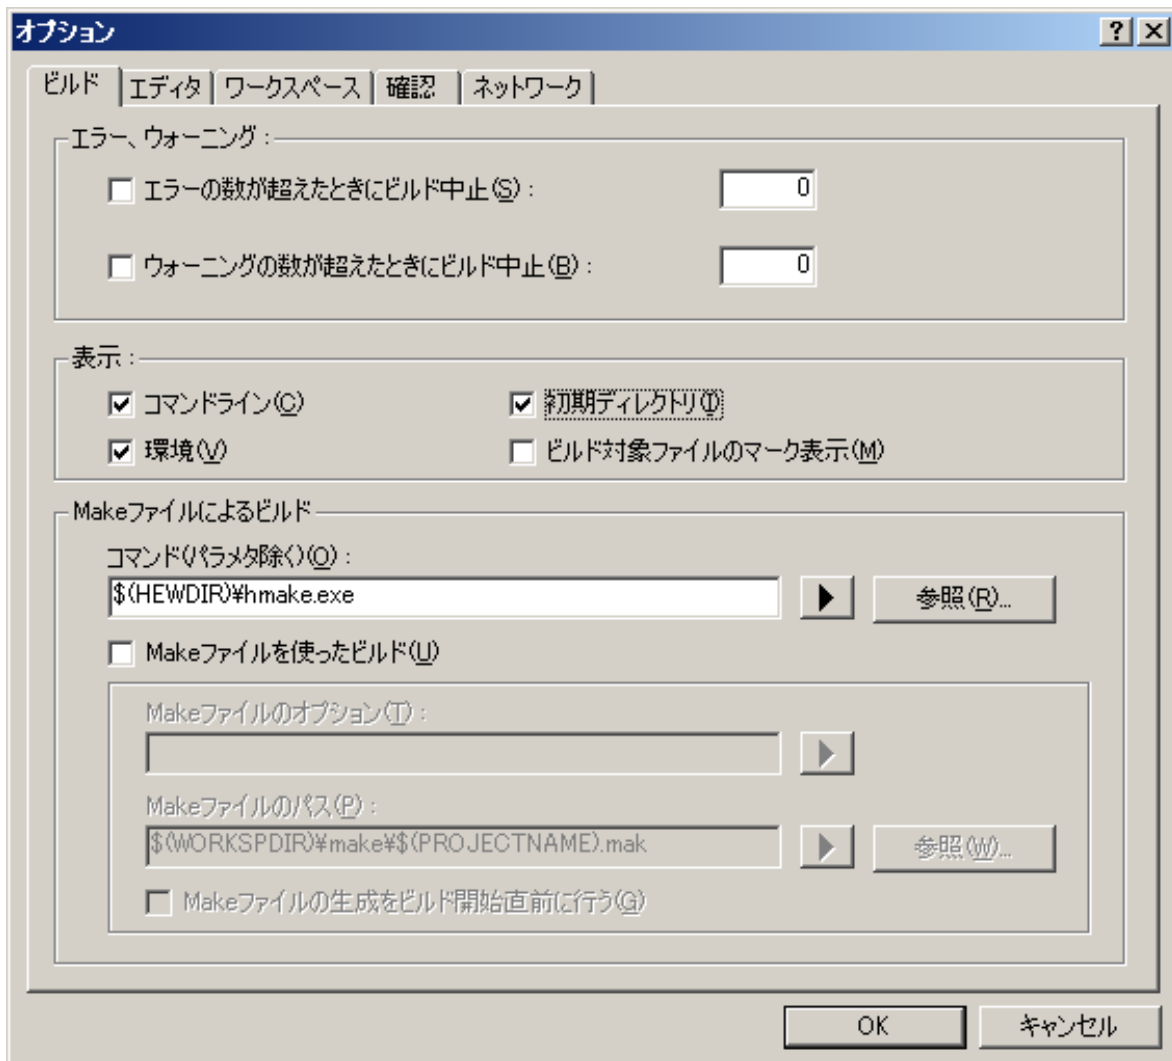 オプション
ビルド エディタ ワークスペース 確認 ネットワーク
エラー、ウォーニング :
エラーの数が超えたときにビルド中止(S) : 0
ウォーニングの数が超えたときにビルド中止(B) : 0
表示 :
コマンドライン(C) 初期ディレクトリ(I)
環境(V) ビルド対象ファイルのマーク表示(M)
Makeファイルによるビルド
コマンド(パラメタ除く)(O) :
$(HEWDIR)¥hmake.exe 参照(R)...
Makeファイルを使ったビルド(U)
Makeファイルのオプション(T) :
Makeファイルのパス(P) :
$(WORKSPDIR)¥make¥$(PROJECTNAME).mak 参照(W)...
Makeファイルの生成をビルド開始直前に行う(G)
OK キャンセル